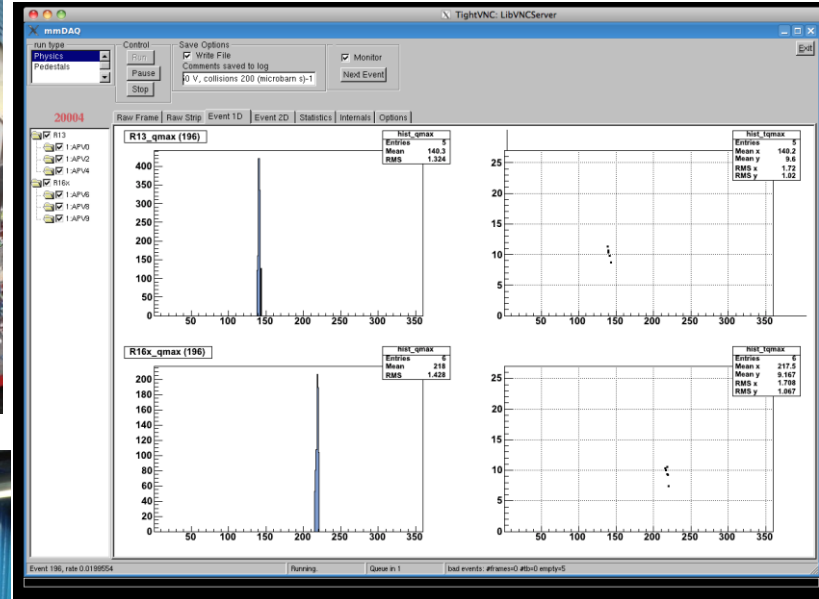 TightVNC: LibVNCServer
mmDAQ
run type
Physics
Pedestals
Control
Run
Pause
Stop
Save Options
Write File
Comments saved to log
0 V, collisions 200 (microbarn s)-1
Monitor
Next Event
Exit
20004
Raw Frame Raw Strip Event 1D Event 2D Statistics Internals Options
R13
1:APV0
1:APV2
1:APV4
R16x
1:APV6
1:APV8
1:APV9
R13_qmax (196)
hist_qmax
Entries 5
Mean 140.3
RMS 1.324
400
350
300
250
200
150
100
50
0
50 100 150 200 250 300 350
hist_tqmax
Entries 5
Mean x 140.2
Mean y 9.6
RMS x 1.72
RMS y 1.02
25
20
15
10
5
0
50 100 150 200 250 300 350
R16x_qmax (196)
hist_qmax
Entries 6
Mean 218
RMS 1.428
200
180
160
140
120
100
80
60
40
20
0
50 100 150 200 250 300 350
hist_tqmax
Entries 6
Mean x 217.5
Mean y 9.167
RMS x 1.708
RMS y 1.067
25
20
15
10
5
0
50 100 150 200 250 300 350
Event 196, rate 0.0199554
Running.
Queue in 1
bad events: #frames=0 #tb=0 empty=5